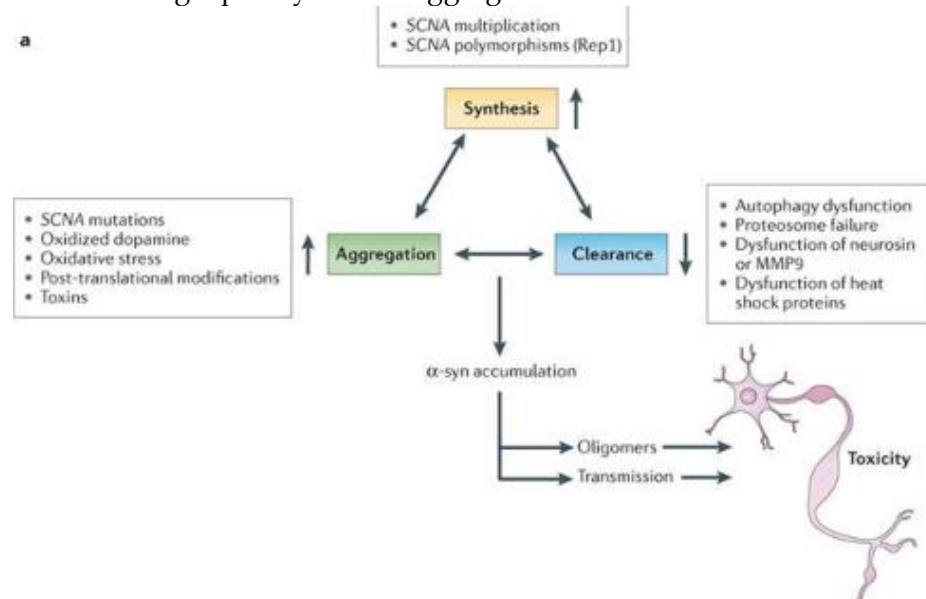 a
• SCNA multiplication
• SCNA polymorphisms (Rep1)
Synthesis
• SCNA mutations
• Oxidized dopamine
• Oxidative stress
• Post-translational modifications
• Toxins
Aggregation
Clearance
• Autophagy dysfunction
• Proteosome failure
• Dysfunction of neurosin
or MMP9
• Dysfunction of heat
shock proteins
α-syn accumulation
Oligomers
Transmission
Toxicity